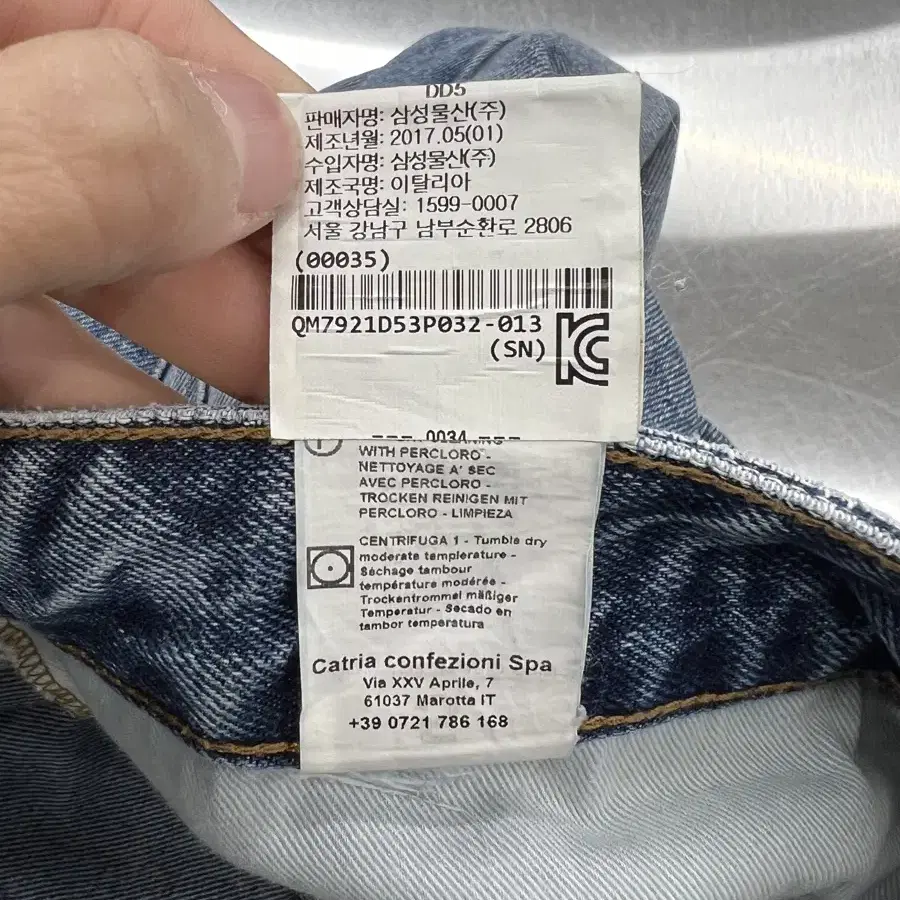 DD5
판매자명: 삼성물산(주)
제조년월: 2017.05(01)
수입자명: 삼성물산(주)
제조국명: 이탈리아
고객상담실: 1599-0007
서울 강남구 남부순환로 2806
(00035)
QM7921D53P032-013
(SN)
--- 0034 ---
WITH PERCLORO -
NETTOYAGE A' SEC
AVEC PERCLORO -
TROCKEN REINIGEN MIT
PERCLORO - LIMPIEZA
CENTRIFUGA 1 - Tumble dry
moderate templerature -
Séchage tambour
température modérée -
Trockentrommel mäßiger
Temperatur - Secado en
tambor temperatura
Catria confezioni Spa
Via XXV Aprile, 7
61037 Marotta IT
+39 0721 786 168